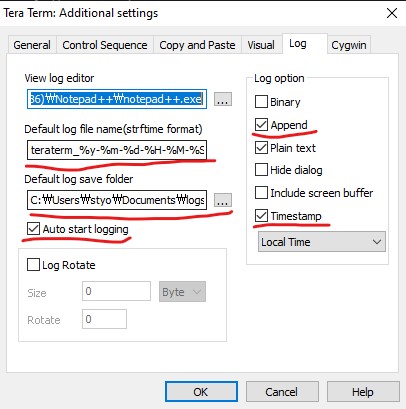 Tera Term: Additional settings
General
Control Sequence
Copy and Paste
Visual
Log
Cygwin
View log editor
86)₩Notepad++₩notepad++.exe
...
Default log file name(strftime format)
teraterm_%y-%m-%d-%H-%M-%S
Default log save folder
C:₩Users₩styo₩Documents₩logs
...
Auto start logging
Log Rotate
Size
0
Byte
Rotate
0
Log option
Binary
Append
Plain text
Hide dialog
Include screen buffer
Timestamp
Local Time
OK
Cancel
Help